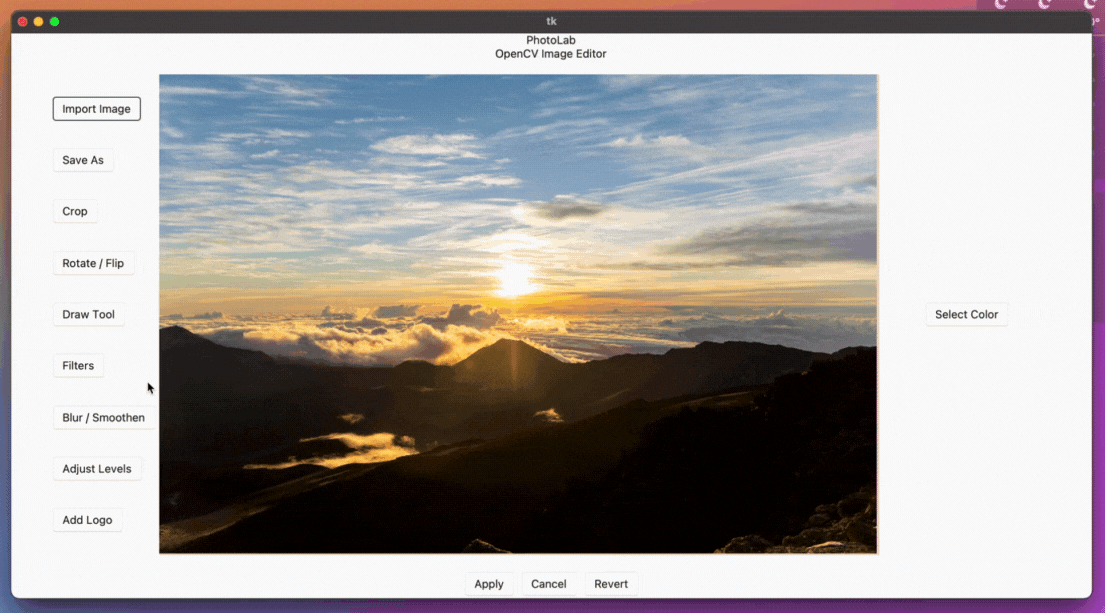 tk
PhotoLab
OpenCV Image Editor
Import Image
Save As
Crop
Rotate / Flip
Draw Tool
Select Color
Filters
Blur / Smoothen
Adjust Levels
Add Logo
Apply Cancel Revert